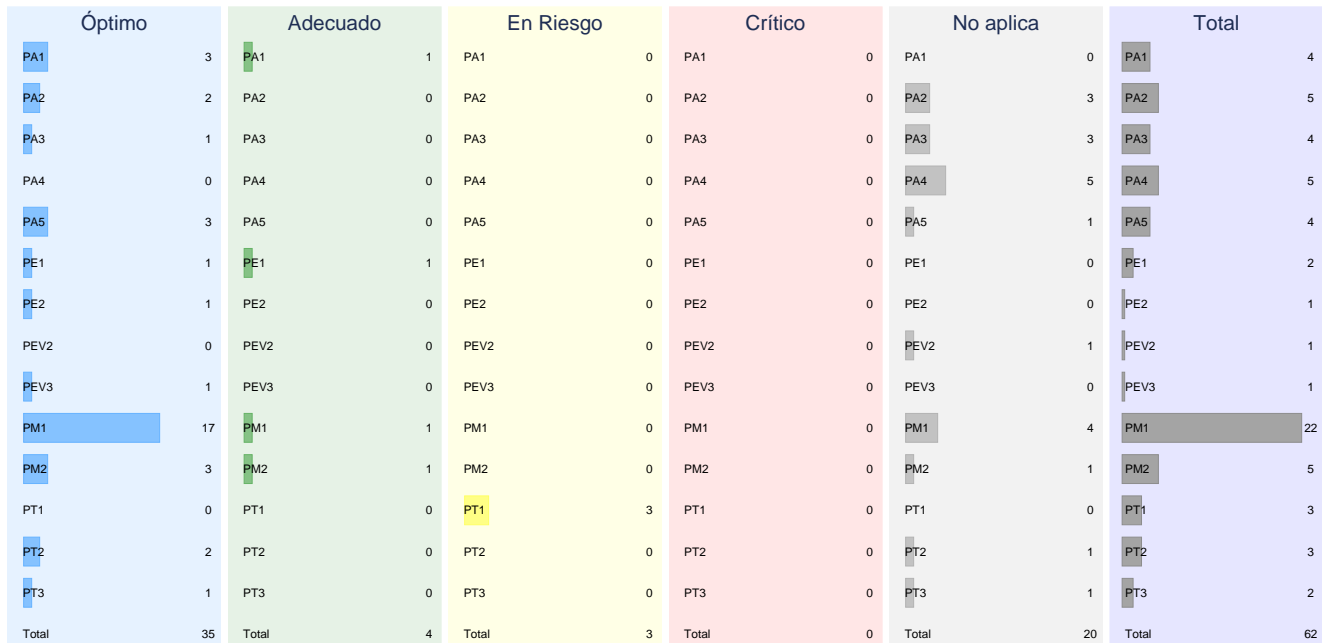 Óptimo Adecuado En Riesgo Crítico No aplica Total
PA1 3 PA1 1 PA1 0 PA1 0 PA1 0 PA1 4
PA2 2 PA2 0 PA2 0 PA2 0 PA2 3 PA2 5
PA3 1 PA3 0 PA3 0 PA3 0 PA3 3 PA3 4
PA4 0 PA4 0 PA4 0 PA4 0 PA4 5 PA4 5
PA5 3 PA5 0 PA5 0 PA5 0 PA5 1 PA5 4
PE1 1 PE1 1 PE1 0 PE1 0 PE1 0 PE1 2
PE2 1 PE2 0 PE2 0 PE2 0 PE2 0 PE2 1
PEV2 0 PEV2 0 PEV2 0 PEV2 0 PEV2 1 PEV2 1
PEV3 1 PEV3 0 PEV3 0 PEV3 0 PEV3 0 PEV3 1
PM1 17 PM1 1 PM1 0 PM1 0 PM1 4 PM1 22
PM2 3 PM2 1 PM2 0 PM2 0 PM2 1 PM2 5
PT1 0 PT1 0 PT1 3 PT1 0 PT1 0 PT1 3
PT2 2 PT2 0 PT2 0 PT2 0 PT2 1 PT2 3
PT3 1 PT3 0 PT3 0 PT3 0 PT3 1 PT3 2
Total 35 Total 4 Total 3 Total 0 Total 20 Total 62